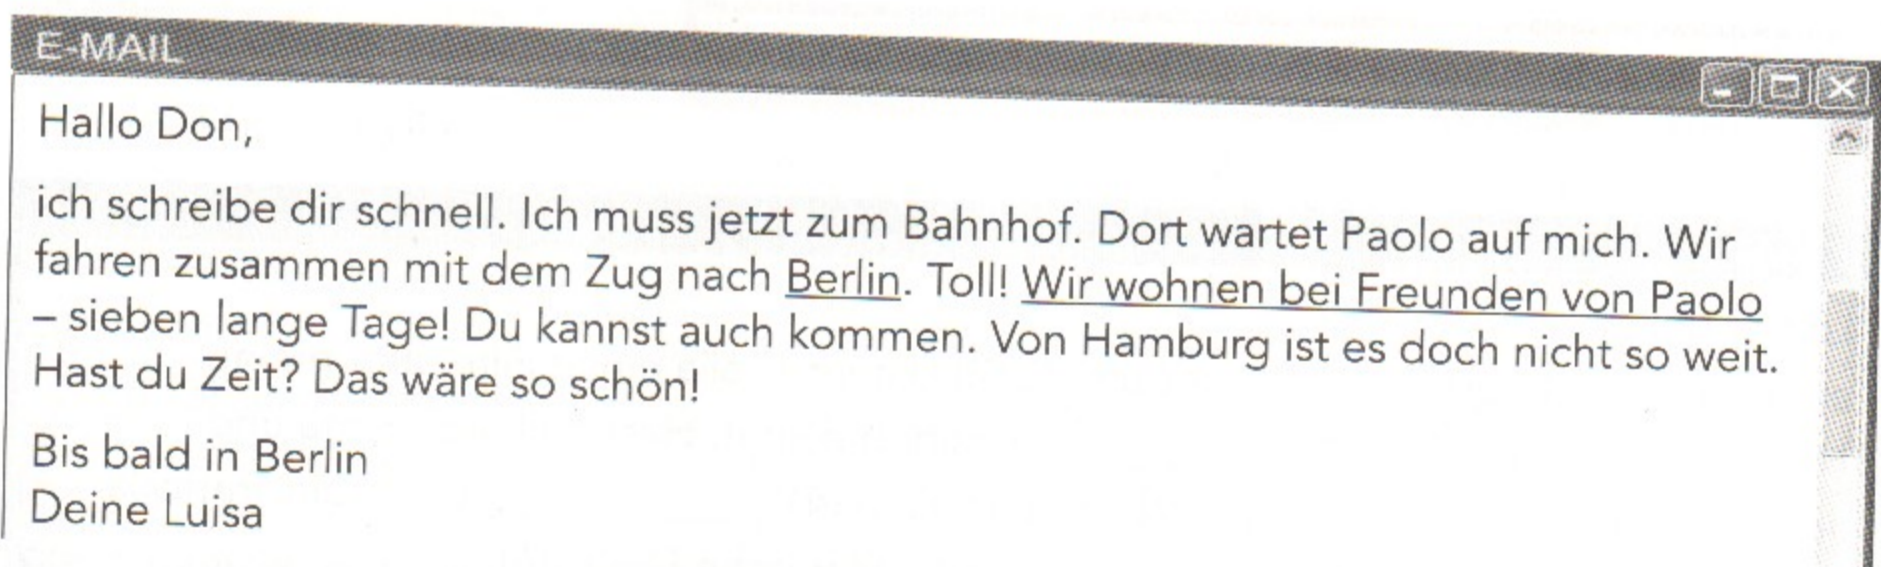 E-MAIL
Hallo Don,
ich schreibe dir schnell. Ich muss jetzt zum Bahnhof. Dort wartet Paolo auf mich. Wir
fahren zusammen mit dem Zug nach Berlin. Toll! Wir wohnen bei Freunden von Paolo
– sieben lange Tage! Du kannst auch kommen. Von Hamburg ist es doch nicht so weit.
Hast du Zeit? Das wäre so schön!
Bis bald in Berlin
Deine Luisa